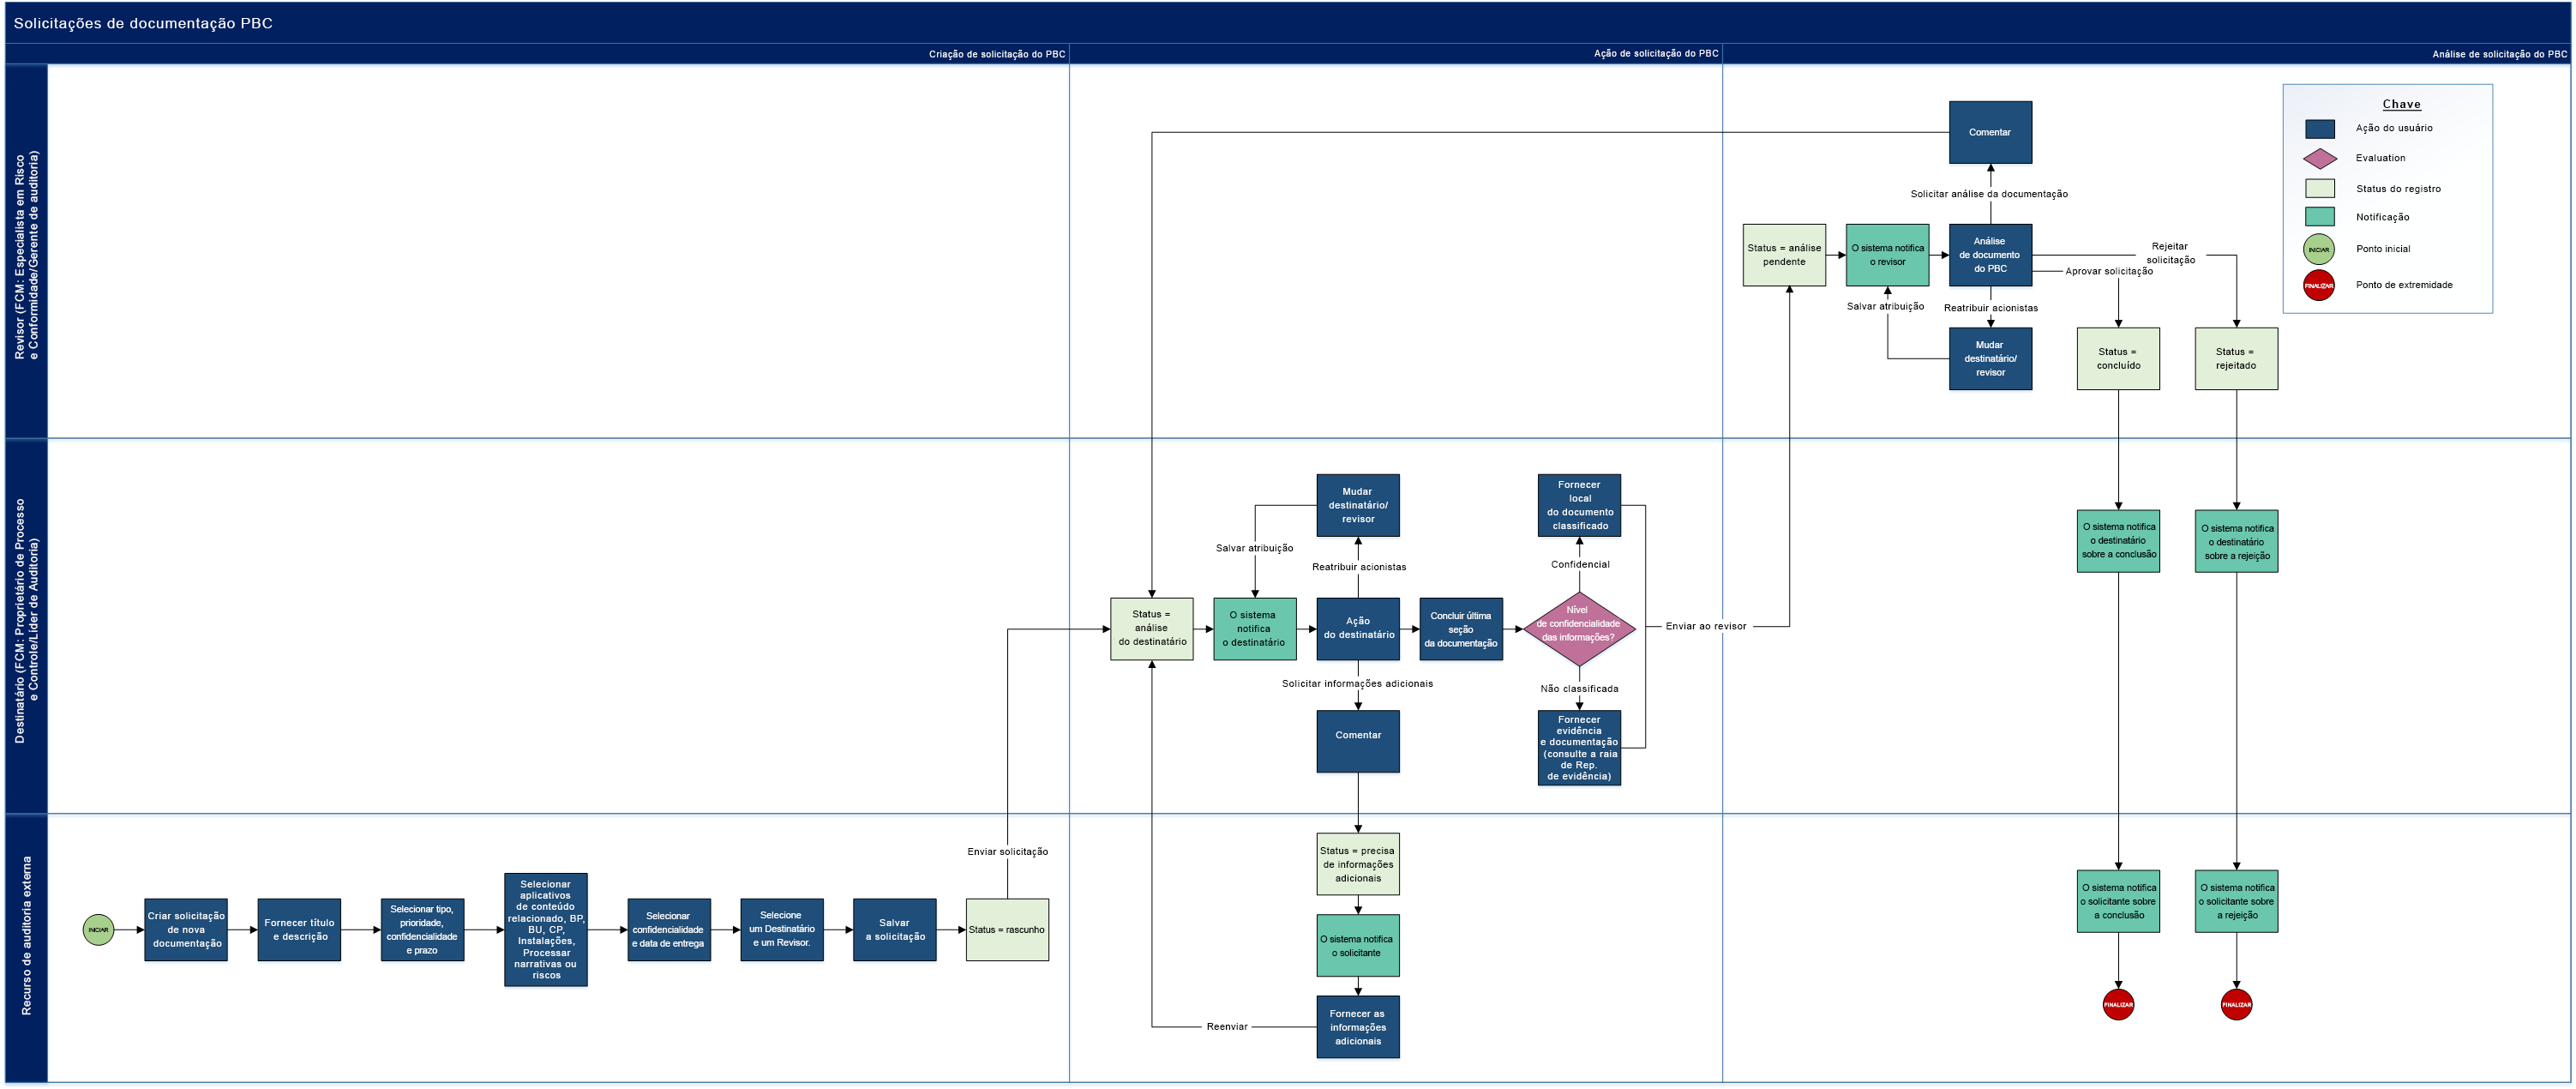 Solicitações de documentação PBC
Criação de solicitação do PBC
Ação de solicitação do PBC
Análise de solicitação do PBC
Revisor (FCM: Especialista em Risco
e Conformidade/Gerente de auditoria)
Chave
Ação do usuário
Evaluation
Status do registro
Notificação
INICIAR
Ponto inicial
FINALIZAR
Ponto de extremidade
Comentar
Solicitar análise da documentação
Status = análise
pendente
O sistema notifica
o revisor
Análise
de documento
do PBC
Rejeitar
solicitação
Aprovar solicitação
Salvar atribuição
Reatribuir acionistas
Mudar
destinatário/
revisor
Status =
concluído
Status =
rejeitado
Destinatário (FCM: Proprietário de Processo
e Controle/Líder de Auditoria)
Mudar
destinatário/
revisor
Salvar atribuição
Reatribuir acionistas
Status =
análise
do destinatário
O sistema
notifica
o destinatário
Ação
do destinatário
Concluir última
seção
da documentação
Fornecer
local
do documento
classificado
Confidencial
Nível
de confidencialidade
das informações?
Não classificada
Fornecer
evidência
e documentação
(consulte a raia
de Rep.
de evidência)
Enviar ao revisor
Solicitar informações adicionais
Comentar
O sistema notifica
o destinatário
sobre a conclusão
O sistema notifica
o destinatário
sobre a rejeição
Recurso de auditoria externa
INICIAR
Criar solicitação
de nova
documentação
Fornecer título
e descrição
Selecionar tipo,
prioridade,
confidencialidade
e prazo
Selecionar
aplicativos
de conteúdo
relacionado, BP,
BU, CP,
Instalações,
Processar
narrativas ou
riscos
Selecionar
confidencialidade
e data de entrega
Selecione
um Destinatário
e um Revisor.
Salvar
a solicitação
Status = rascunho
Enviar solicitação
Status = precisa
de informações
adicionais
O sistema notifica
o solicitante
Fornecer as
informações
adicionais
Reenviar
O sistema notifica
o solicitante sobre
a conclusão
O sistema notifica
o solicitante sobre
a rejeição
FINALIZAR
FINALIZAR